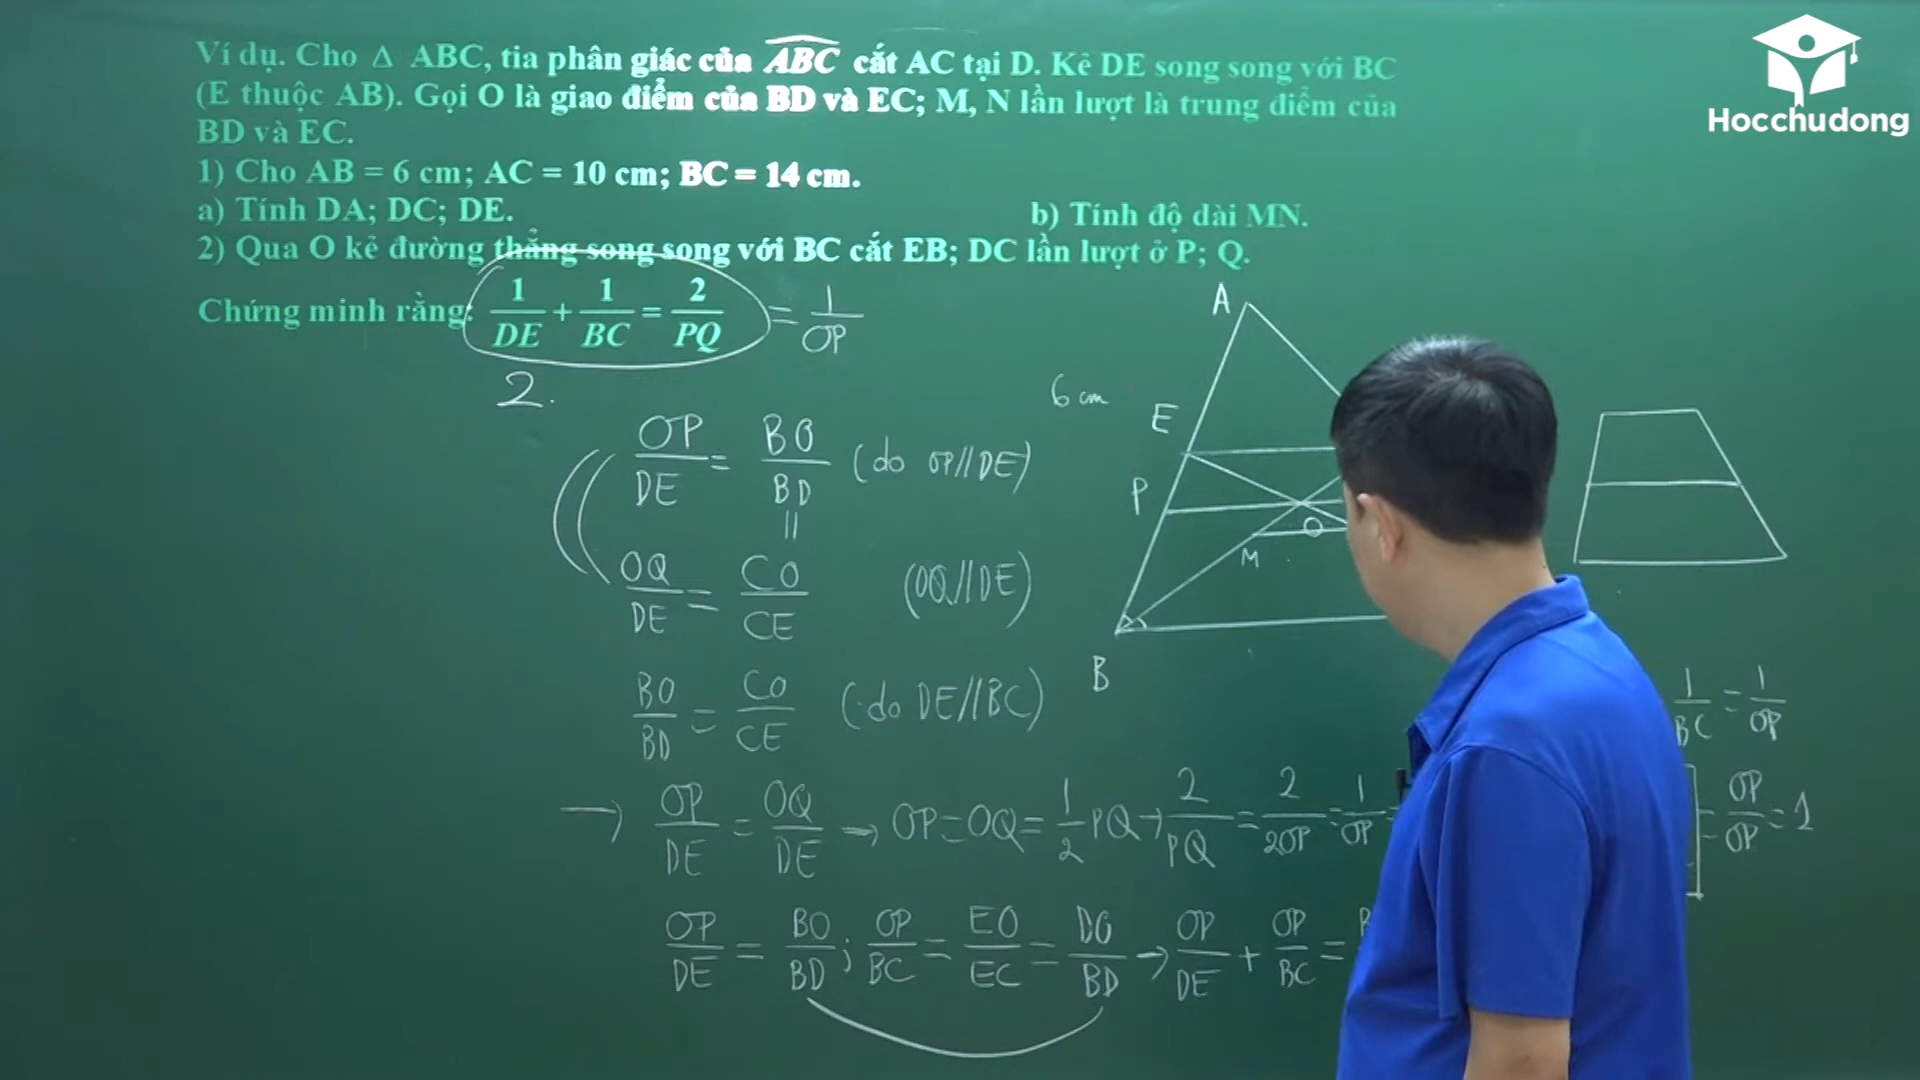 Ví dụ. Cho Δ ABC, tia phân giác của \widehat{ABC} cắt AC tại D. Kẻ DE song song với BC
(E thuộc AB). Gọi O là giao điểm của BD và EC; M, N lần lượt là trung điểm của
BD và EC.
Hocchudong
1) Cho AB = 6 cm; AC = 10 cm; BC = 14 cm.
a) Tính DA; DC; DE. b) Tính độ dài MN.
2) Qua O kẻ đường thẳng song song với BC cắt EB; DC lần lượt ở P; Q.
Chứng minh rằng: 1/DE + 1/BC = 2/PQ = 1/OP
2.
OP/DE = BO/BD (do OP//DE)
OQ/DE = CO/CE (OQ//DE)
BO/BD = CO/CE (do DE//BC)
→ OP/DE = OQ/DE → OP = OQ = 1/2 PQ → 2/PQ = 2/2OP = 1/OP
OP/DE = BO/BD; OP/BC = EO/EC = DO/BD → OP/DE + OP/BC =
A
6 cm
E
P
O
M
B
1/BC = 1/OP
= OP/OP = 1